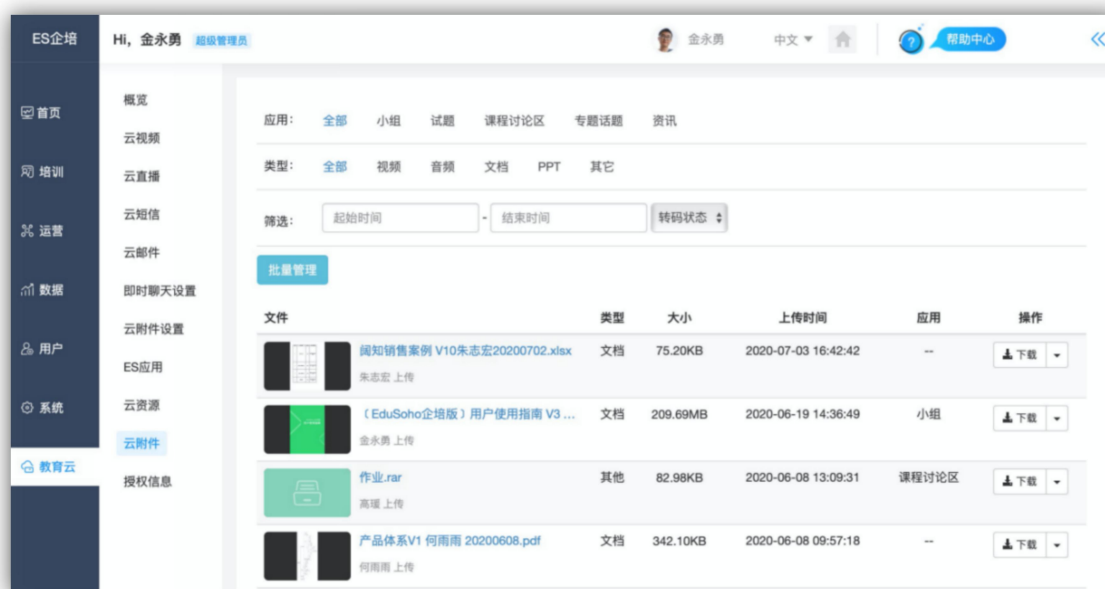 ES企培
Hi，金永勇 超级管理员
金永勇
中文
帮助中心
首页
培训
运营
数据
用户
系统
教育云
概览
云视频
云直播
云短信
云邮件
即时聊天设置
云附件设置
ES应用
云资源
云附件
授权信息
应用： 全部 小组 试题 课程讨论区 专题话题 资讯
类型： 全部 视频 音频 文档 PPT 其它
筛选： 起始时间 - 结束时间 转码状态
批量管理
文件 类型 大小 上传时间 应用 操作
阔知销售案例 V10朱志宏20200702.xlsx 文档 75.20KB 2020-07-03 16:42:42 -- 下载
朱志宏 上传
（EduSoho企培版）用户使用指南 V3 ... 文档 209.69MB 2020-06-19 14:36:49 小组 下载
金永勇 上传
作业.rar 其他 82.98KB 2020-06-08 13:09:31 课程讨论区 下载
高瑗 上传
产品体系V1 何雨雨 20200608.pdf 文档 342.10KB 2020-06-08 09:57:18 -- 下载
何雨雨 上传